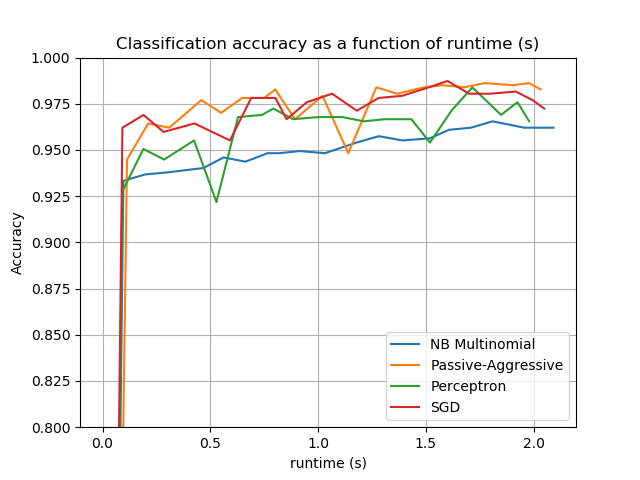 Classification accuracy as a function of runtime (s)
1.000
0.975
0.950
0.925
0.900
0.875
0.850
0.825
0.800
Accuracy
NB Multinomial
Passive-Aggressive
Perceptron
SGD
0.0 0.5 1.0 1.5 2.0
runtime (s)